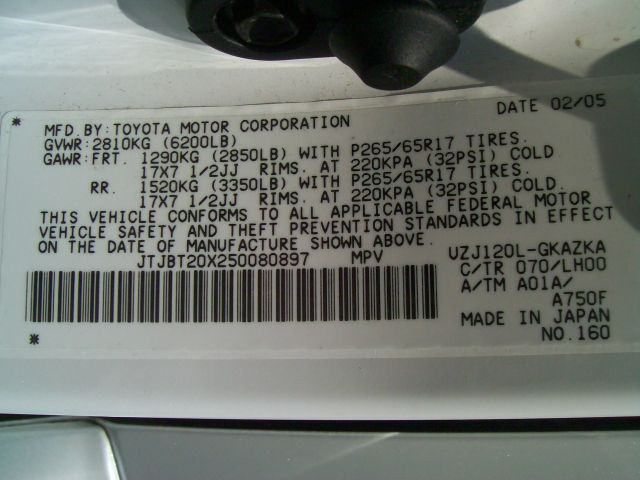 DATE 02/05
* MFD.BY:TOYOTA MOTOR CORPORATION
GVWR:2810KG (6200LB)
GAWR:FRT. 1290KG (2850LB) WITH P265/65R17 TIRES.
17X7 1/2JJ RIMS. AT 220KPA (32PSI) COLD
RR. 1520KG (3350LB) WITH P265/65R17 TIRES.
17X7 1/2JJ RIMS. AT 220KPA (32PSI) COLD.
THIS VEHICLE CONFORMS TO ALL APPLICABLE FEDERAL MOTOR
VEHICLE SAFETY AND THEFT PREVENTION STANDARDS IN EFFECT
ON THE DATE OF MANUFACTURE SHOWN ABOVE.
JTJBT20X250080897 MPV
UZJ120L-GKAZKA
C/TR 070/LH00
A/TM A01A/
A750F
MADE IN JAPAN
* NO.160